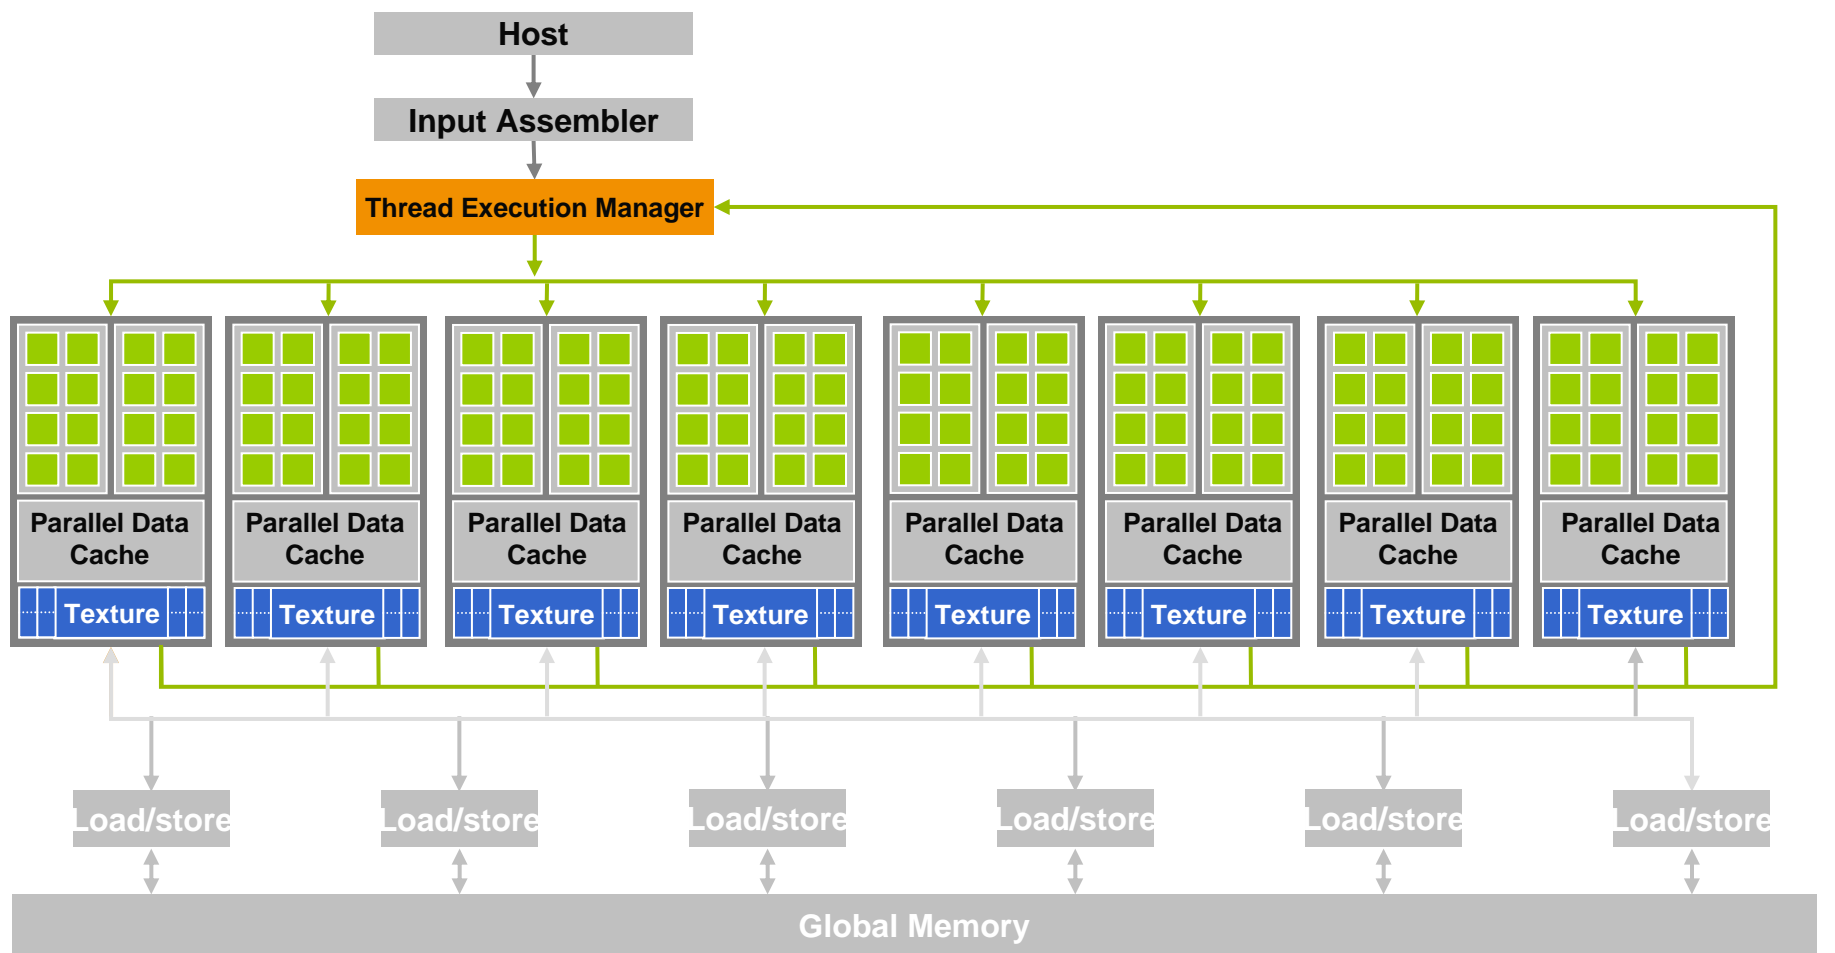 Host
Input Assembler
Thread Execution Manager
Parallel Data
Cache
Parallel Data
Cache
Parallel Data
Cache
Parallel Data
Cache
Parallel Data
Cache
Parallel Data
Cache
Parallel Data
Cache
Parallel Data
Cache
Texture
Texture
Texture
Texture
Texture
Texture
Texture
Texture
Load/store
Load/store
Load/store
Load/store
Load/store
Load/store
Global Memory